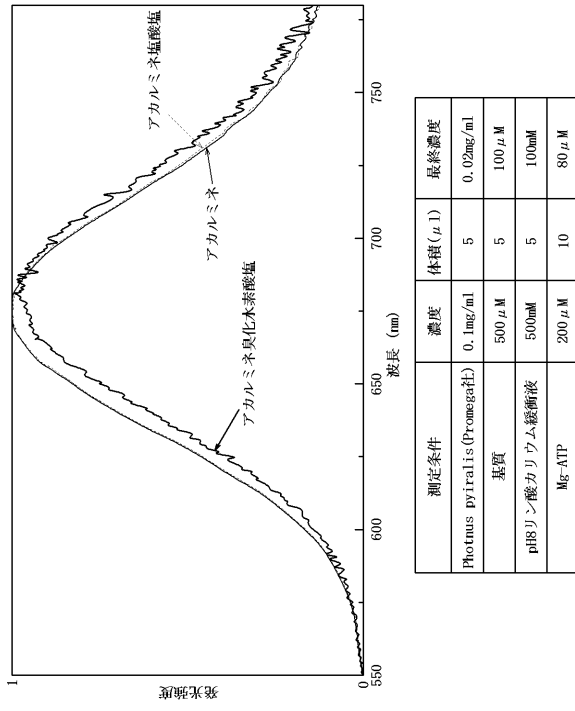 1
発光強度
0
550
600
650
700
750
波長 (nm)
アカルミネ塩酸塩
アカルミネ
アカルミネ臭化水素酸塩
測定条件 濃度 体積(μl) 最終濃度
Photnus pyiralis(Promega社) 0.1mg/ml 5 0.02mg/ml
基質 500μM 5 100μM
pH8リン酸カリウム緩衝液 500mM 5 100mM
Mg-ATP 200μM 10 80μM